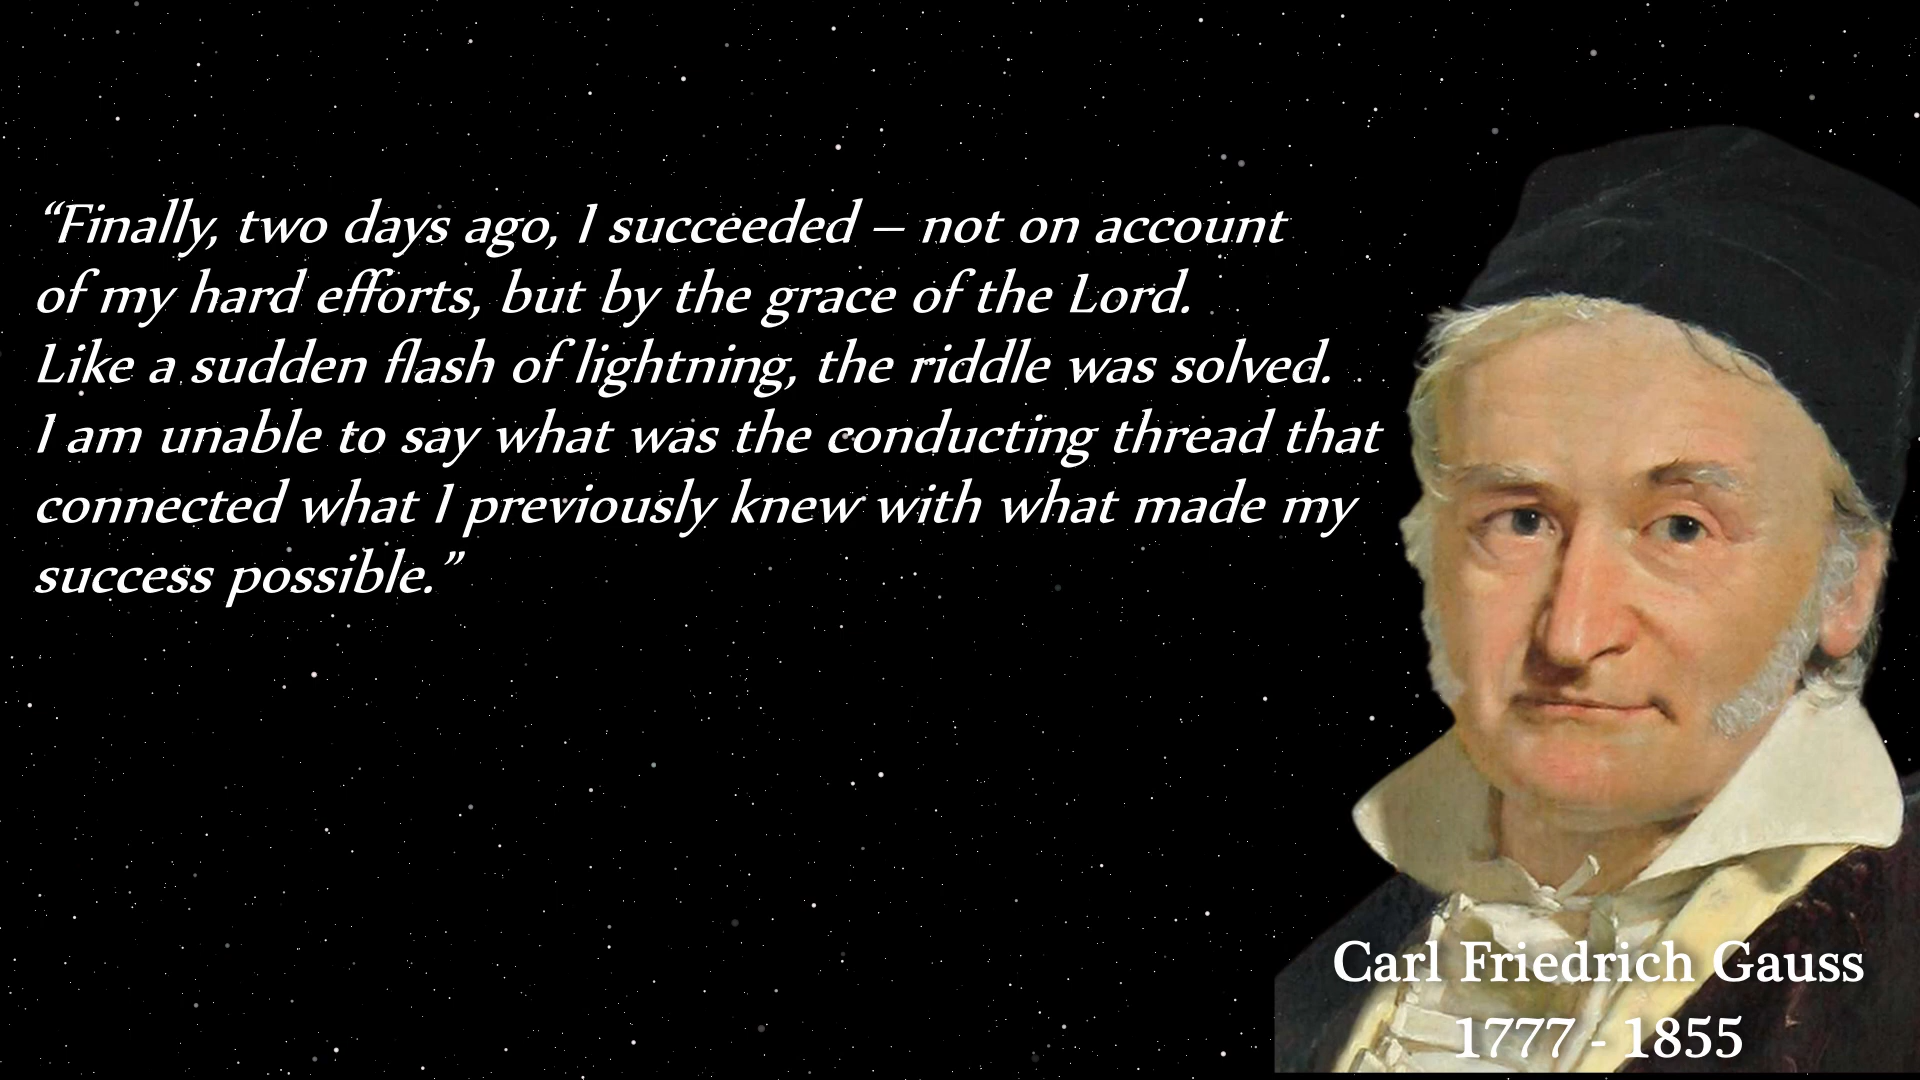 “Finally, two days ago, I succeeded – not on account
of my hard efforts, but by the grace of the Lord.
Like a sudden flash of lightning, the riddle was solved.
I am unable to say what was the conducting thread that
connected what I previously knew with what made my
success possible.”
Carl Friedrich Gauss
1777 - 1855